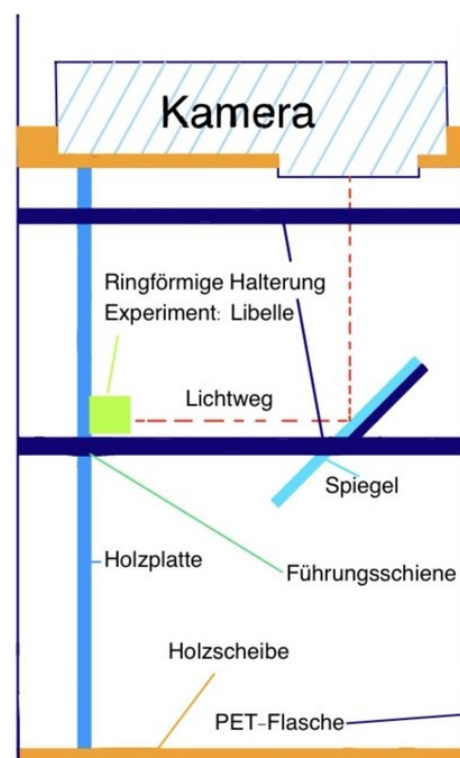 Kamera
Ringförmige Halterung
Experiment: Libelle
Lichtweg
Spiegel
Holzplatte
Führungsschiene
Holzscheibe
PET-Flasche